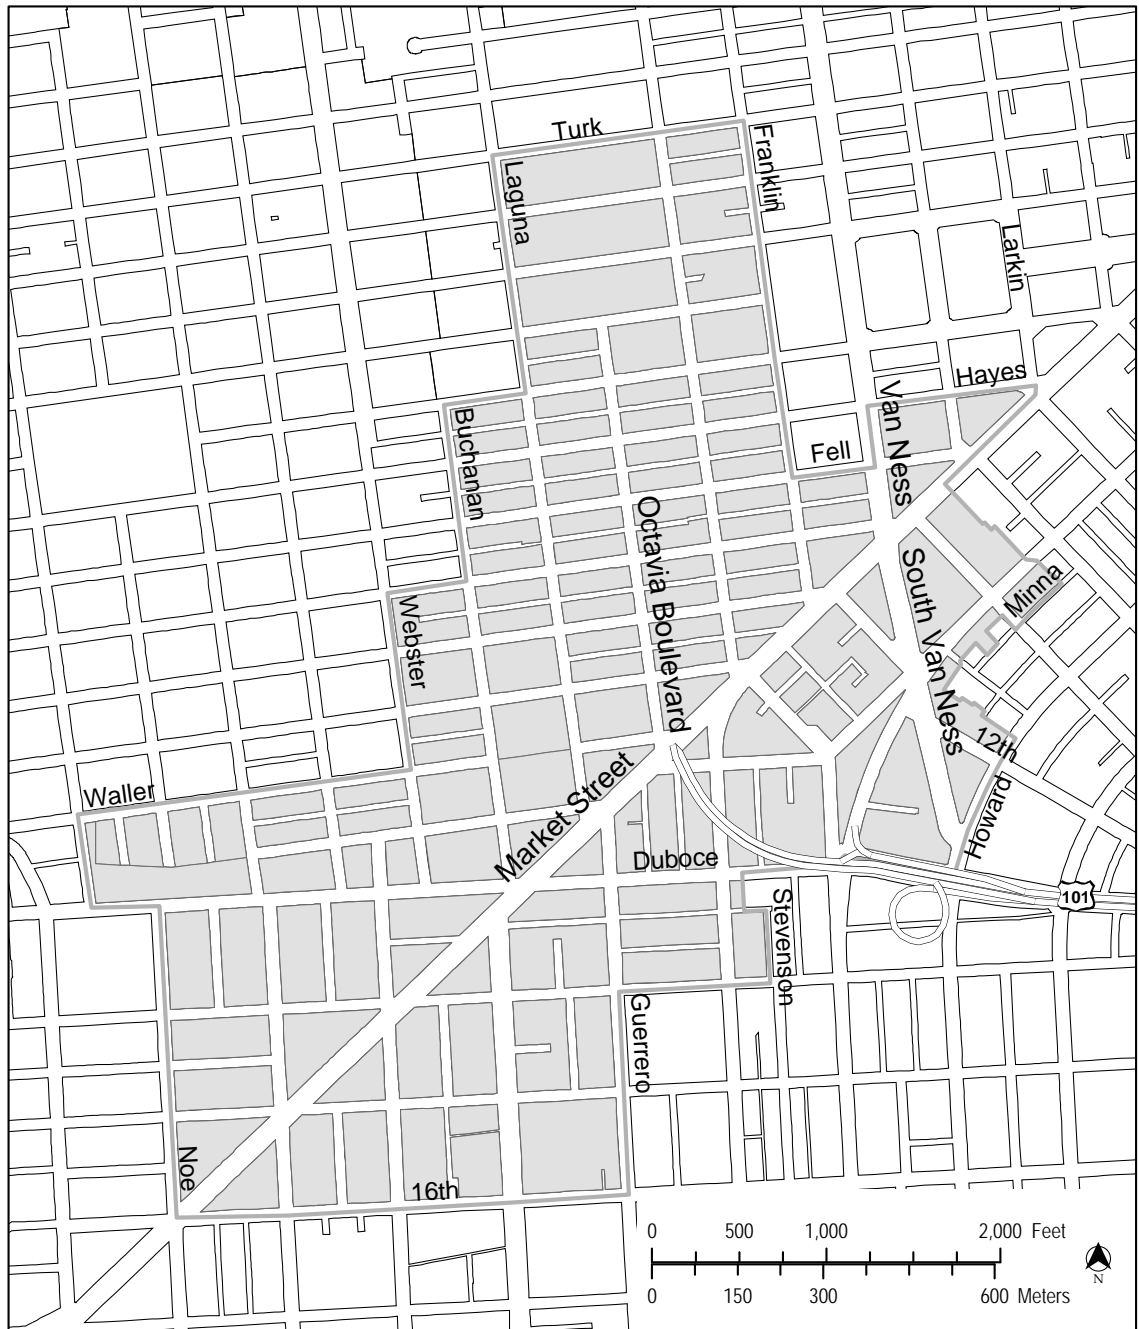 Turk
Franklin
Laguna
Larkin
Hayes
Van Ness
Buchanan
Fell
Octavia Boulevard
South Van Ness
Minna
Webster
12th
Market Street
Waller
Howard
Duboce
101
Stevenson
Guerrero
Noe
16th
0 500 1,000 2,000 Feet
0 150 300 600 Meters
N